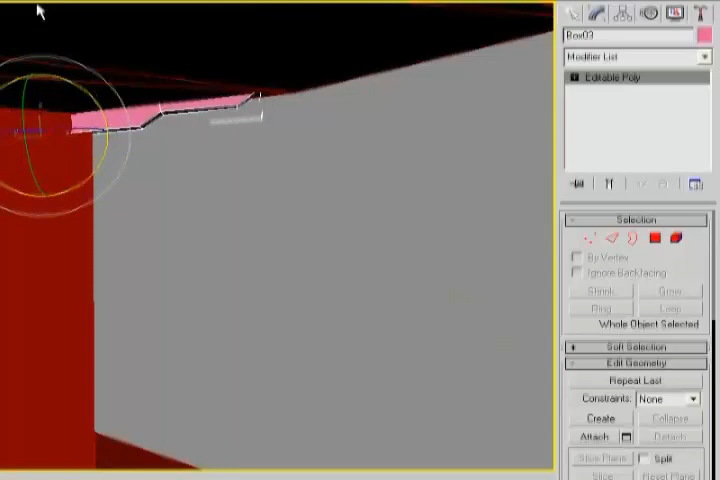 Box03
Modifier List
Editable Poly
Selection
By Vertex
Ignore Backfacing
Shrink Grow
Ring Loop
Whole Object Selected
Soft Selection
Edit Geometry
Repeat Last
Constraints: None
Create Collapse
Attach Detach
Slice Plane Split
Slice Reset Plane